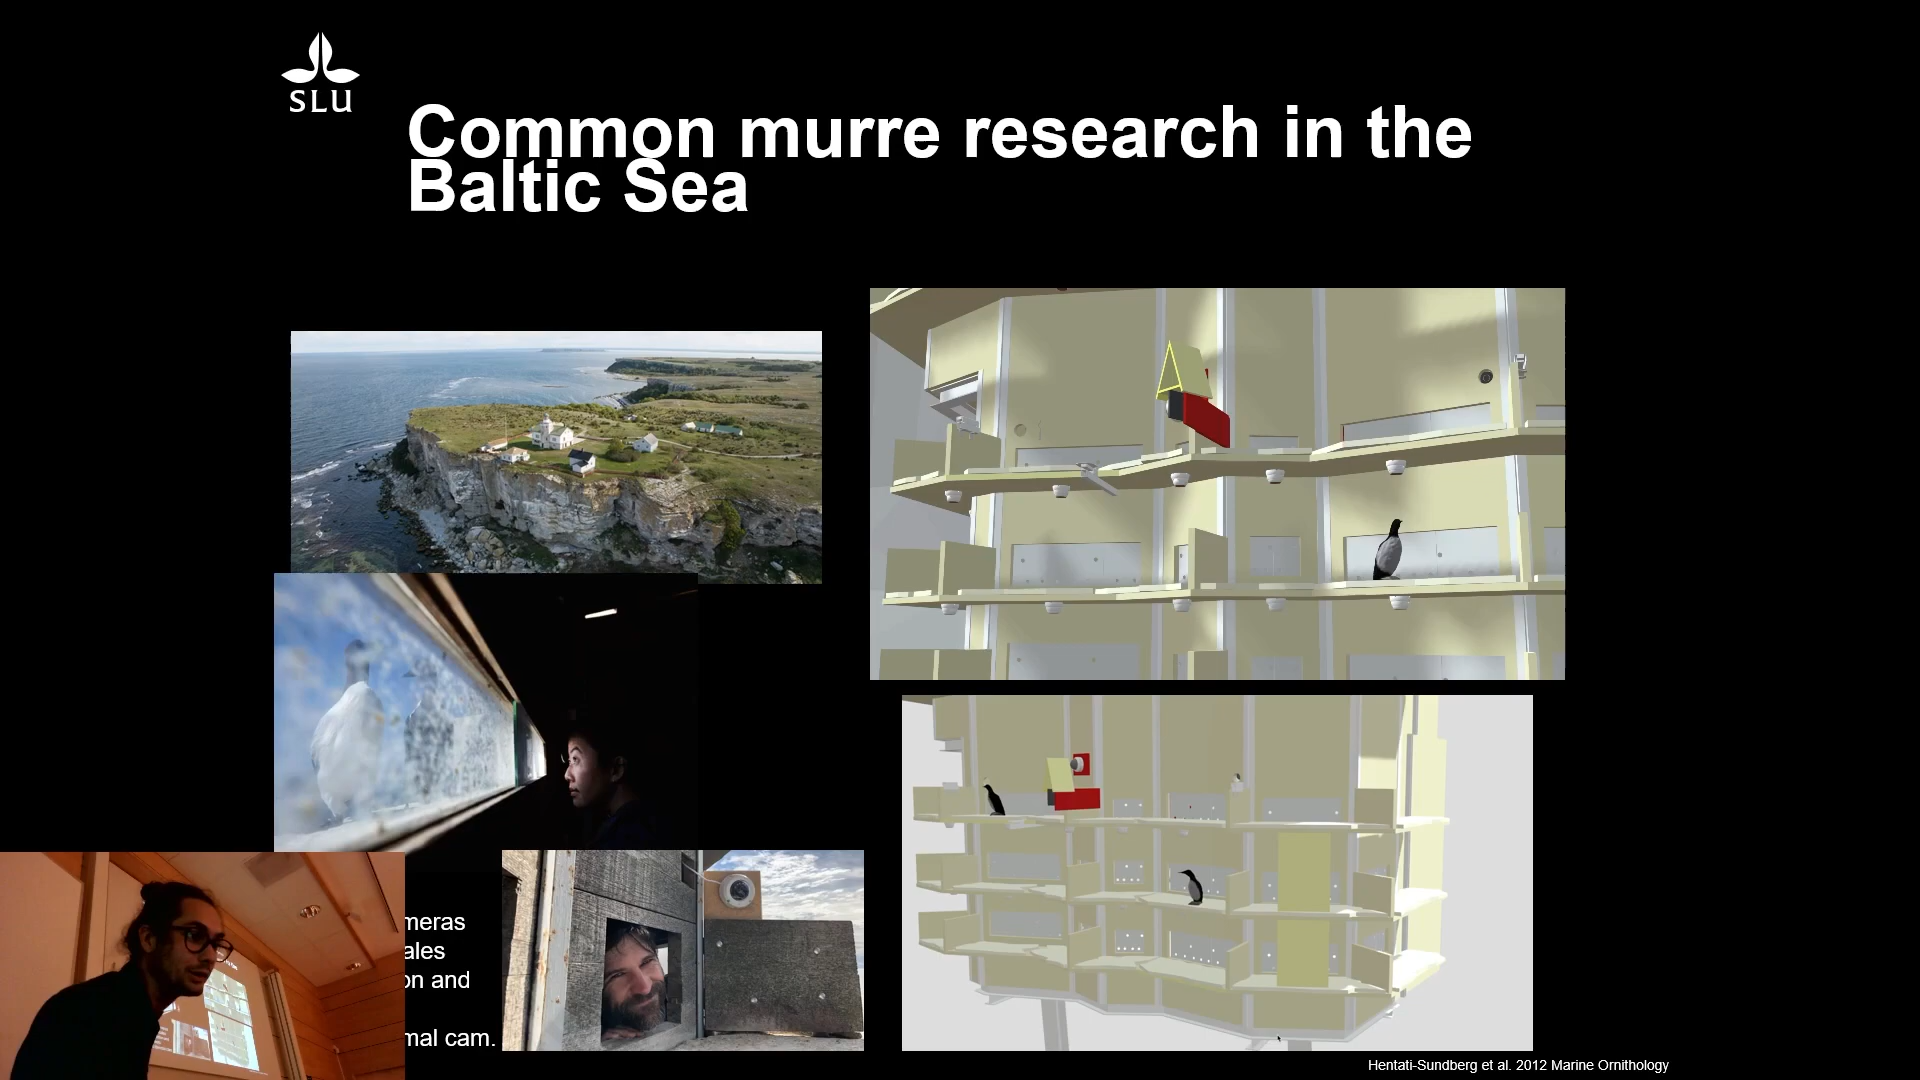 SLU
Common murre research in the
Baltic Sea
meras
ales
on and
mal cam.
Hentati-Sundberg et al. 2012 Marine Ornithology